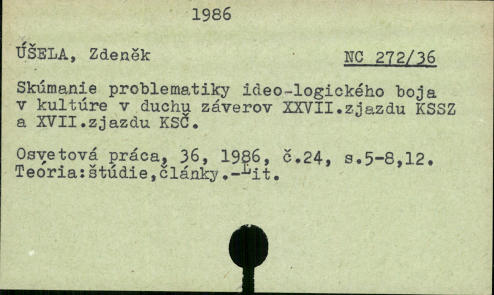 1986
ÚŠELA, Zdeněk NC 272/36
Skúmanie problematiky ideo-logického boja
v kultúre v duchu záverov XXVII.zjazdu KSSZ
a XVII.zjazdu KSČ.
Osvetová práca, 36, 1986, č.24, s.5-8,12.
Teória:štúdie,články.-Lit.